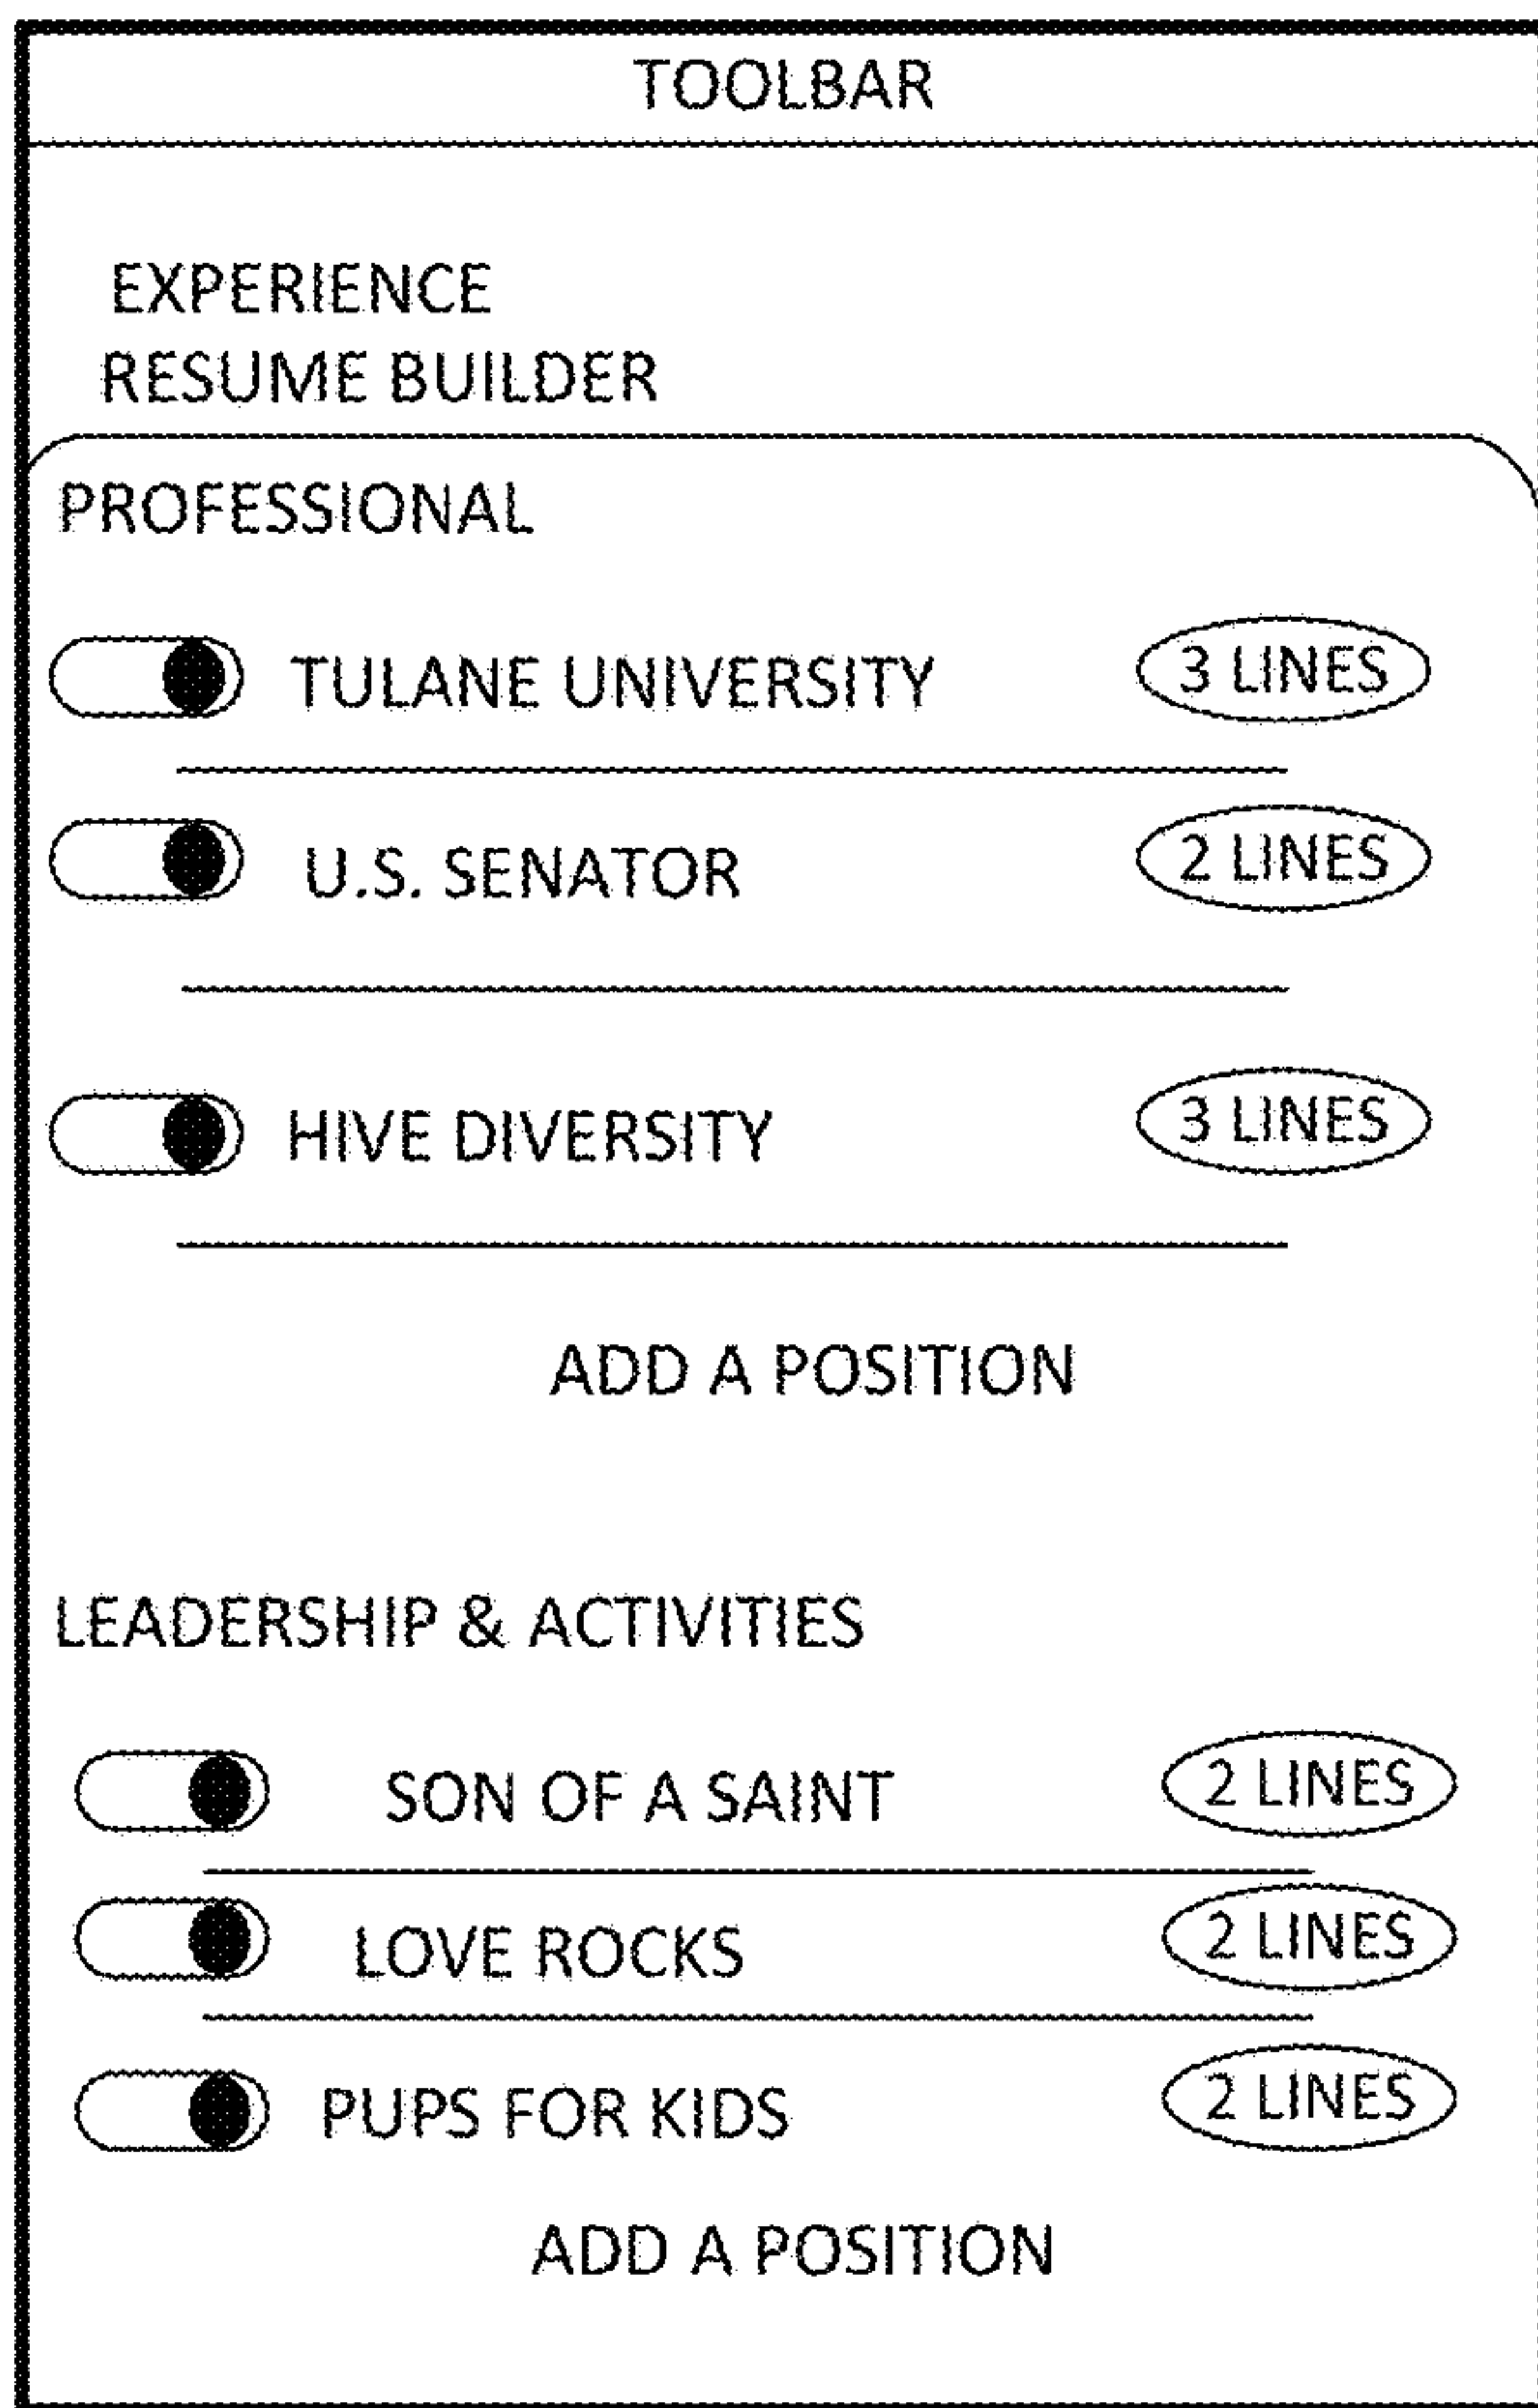 TOOLBAR
EXPERIENCE
RESUME BUILDER
PROFESSIONAL
TULANE UNIVERSITY 3 LINES
U.S. SENATOR 2 LINES
HIVE DIVERSITY 3 LINES
ADD A POSITION
LEADERSHIP & ACTIVITIES
SON OF A SAINT 2 LINES
LOVE ROCKS 2 LINES
PUPS FOR KIDS 2 LINES
ADD A POSITION